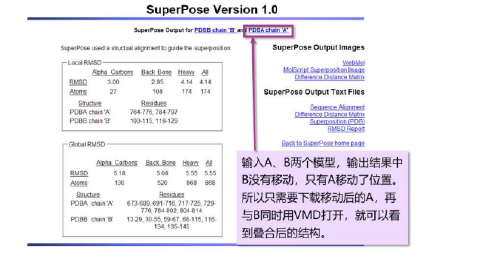 SuperPose Version 1.0
SuperPose Output for PDBB chain 'B' and PDBA chain 'A'
SuperPose used a structural alignment to guide the superposition
Local RMSD
Alpha Carbons Back Bone Heavy All
RMSD 3.00 2.85 4.14 4.14
Atoms 27 108 174 174
Structure Residues
PDBA chain 'A' 764-776, 784-797
PDBB chain 'B' 103-115, 116-129
Global RMSD
Alpha Carbons Back Bone Heavy All
RMSD 5.18 5.08 5.55 5.55
Atoms 130 520 868 868
Structure Residues
PDBA chain 'A' 673-689, 691-716, 717-725, 729-
776, 784-802, 804-814
PDBB chain 'B' 13-29, 30-55, 59-67, 68-115, 116-
134, 135-145
SuperPose Output Images
WebMol
MolScript Superposition Image
Difference Distance Matrix
SuperPose Output Text Files
Sequence Alignment
Difference Distance Matrix
Superposition (PDB)
RMSD Report
Back to SuperPose home page
输入A、B两个模型，输出结果中
B没有移动，只有A移动了位置。
所以只需要下载移动后的A，再
与B同时用VMD打开，就可以看
到叠合后的结构。